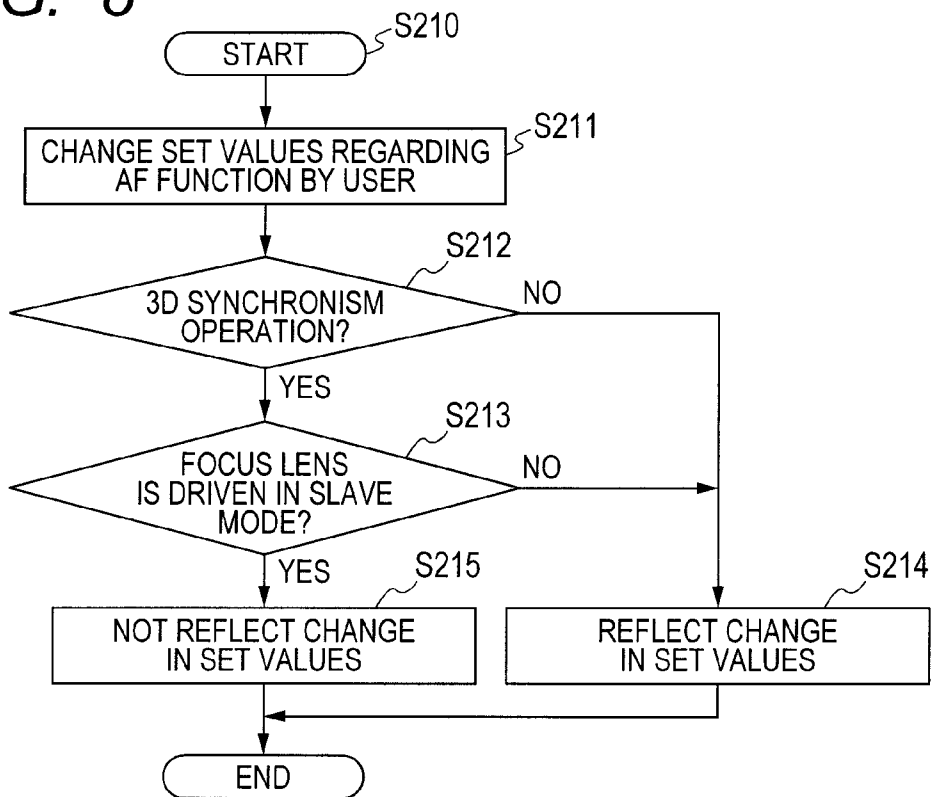 S210
START
S211
CHANGE SET VALUES REGARDING
AF FUNCTION BY USER
S212
3D SYNCHRONISM
OPERATION?
NO
YES
S213
FOCUS LENS
IS DRIVEN IN SLAVE
MODE?
NO
YES
S215
NOT REFLECT CHANGE
IN SET VALUES
S214
REFLECT CHANGE
IN SET VALUES
END